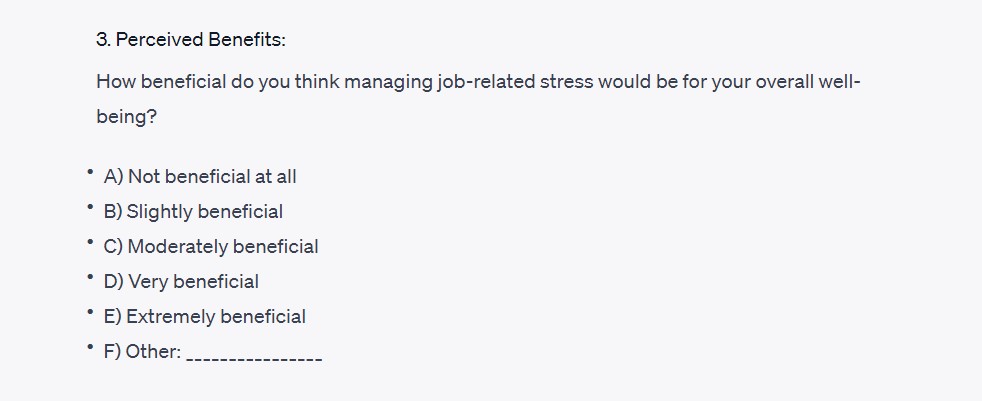 3. Perceived Benefits:
How beneficial do you think managing job-related stress would be for your overall well-
being?
• A) Not beneficial at all
• B) Slightly beneficial
• C) Moderately beneficial
• D) Very beneficial
• E) Extremely beneficial
• F) Other: ________________